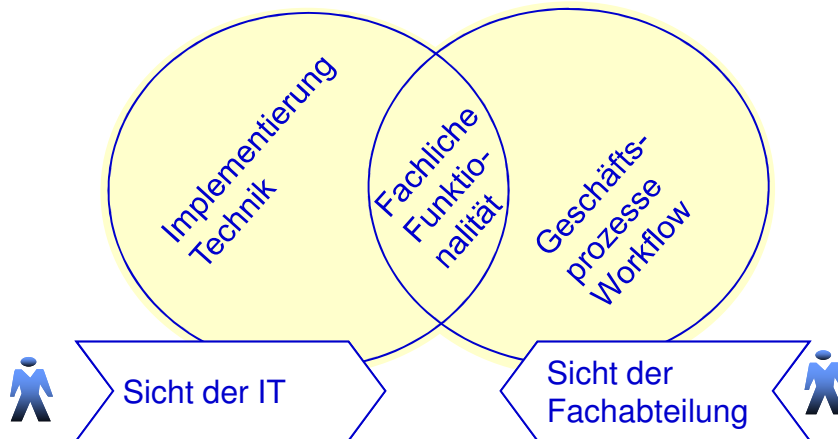 Implementierung
Technik
Fachliche
Funktio-
nalität
Geschäfts-
prozesse
Workflow
Sicht der IT
Sicht der
Fachabteilung